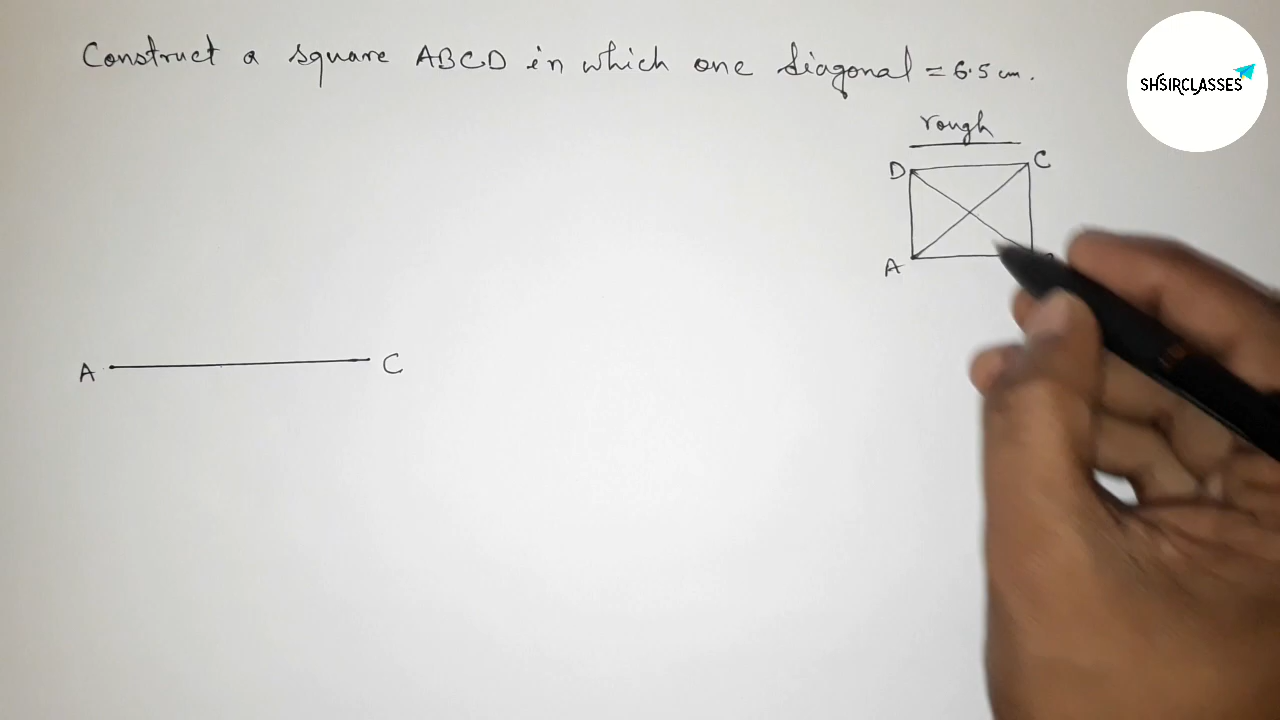 Construct a square ABCD in which one diagonal = 6.5 cm.
SHSIRCLASSES
rough
D C
A
A C